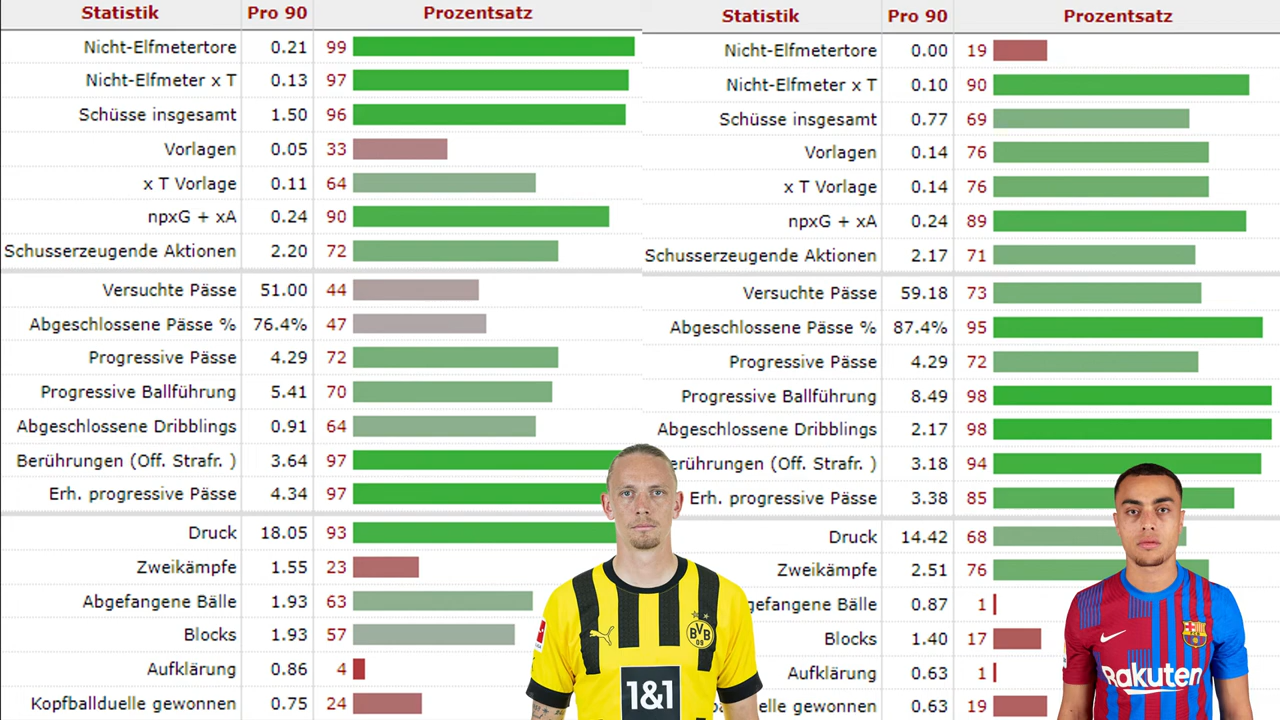 Statistik Pro 90 Prozentsatz
Nicht-Elfmetertore 0.21 99
Nicht-Elfmeter x T 0.13 97
Schüsse insgesamt 1.50 96
Vorlagen 0.05 33
x T Vorlage 0.11 64
npxG + xA 0.24 90
Schusserzeugende Aktionen 2.20 72
Versuchte Pässe 51.00 44
Abgeschlossene Pässe % 76.4% 47
Progressive Pässe 4.29 72
Progressive Ballführung 5.41 70
Abgeschlossene Dribblings 0.91 64
Berührungen (Off. Strafr. ) 3.64 97
Erh. progressive Pässe 4.34 97
Druck 18.05 93
Zweikämpfe 1.55 23
Abgefangene Bälle 1.93 63
Blocks 1.93 57
Aufklärung 0.86 4
Kopfballduelle gewonnen 0.75 24
BVB
09
1&1
Statistik Pro 90 Prozentsatz
Nicht-Elfmetertore 0.00 19
Nicht-Elfmeter x T 0.10 90
Schüsse insgesamt 0.77 69
Vorlagen 0.14 76
x T Vorlage 0.14 76
npxG + xA 0.24 89
Schusserzeugende Aktionen 2.17 71
Versuchte Pässe 59.18 73
Abgeschlossene Pässe % 87.4% 95
Progressive Pässe 4.29 72
Progressive Ballführung 8.49 98
Abgeschlossene Dribblings 2.17 98
erührungen (Off. Strafr. ) 3.18 94
Erh. progressive Pässe 3.38 85
Druck 14.42 68
Zweikämpfe 2.51 76
gefangene Bälle 0.87 1
Blocks 1.40 17
Aufklärung 0.63 1
allduelle gewonnen 0.63 19
Rakuten